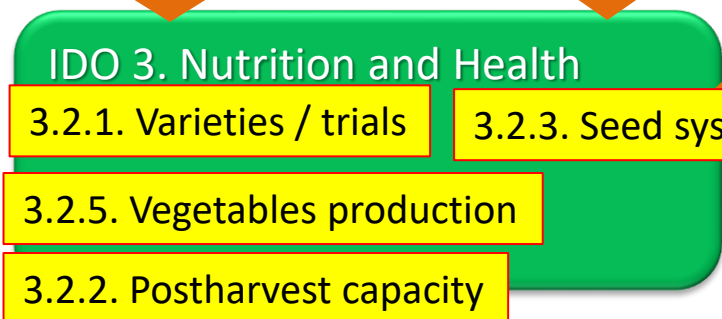 IDO 3. Nutrition and Health
3.2.1. Varieties / trials
3.2.3. Seed sys
3.2.5. Vegetables production
3.2.2. Postharvest capacity